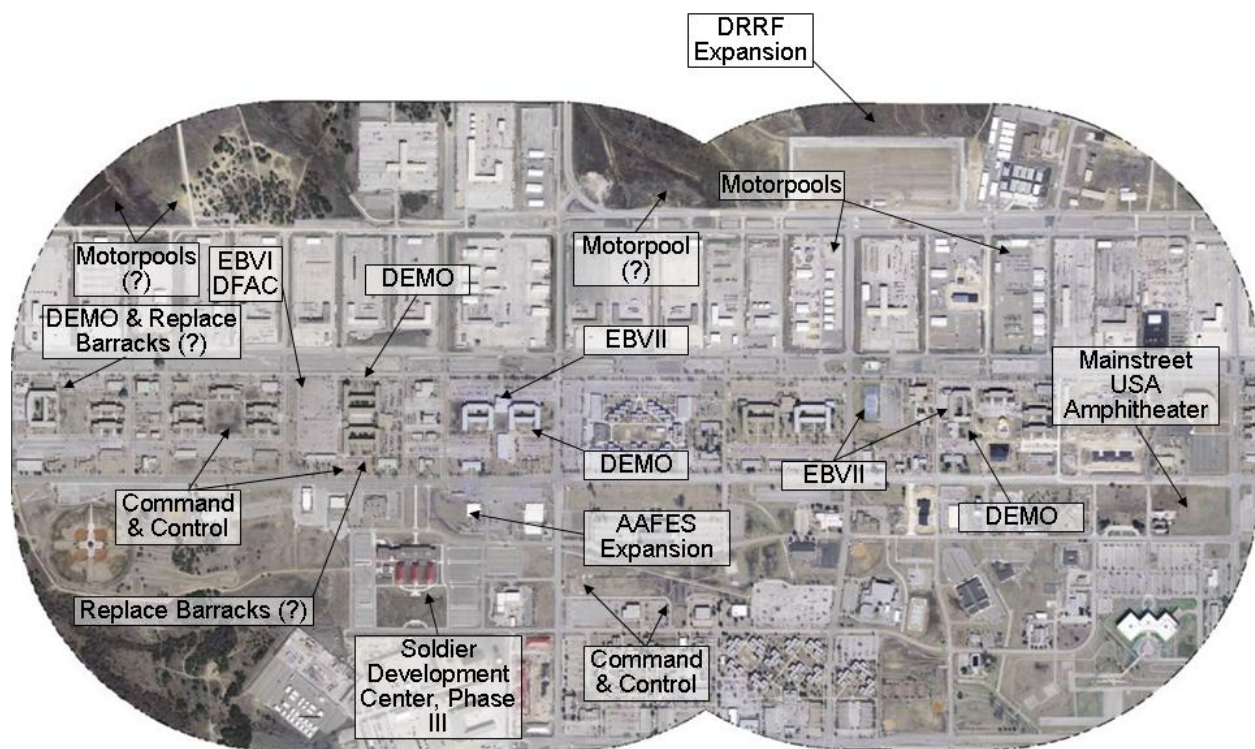 DRRF
Expansion
Motorpools
Motorpools
(?)
EBVI
DFAC
DEMO
Motorpool
(?)
DEMO & Replace
Barracks (?)
EBVII
Mainstreet
USA
Amphitheater
DEMO
EBVII
Command
& Control
DEMO
AAFES
Expansion
Replace Barracks (?)
Soldier
Development
Center, Phase
III
Command
& Control